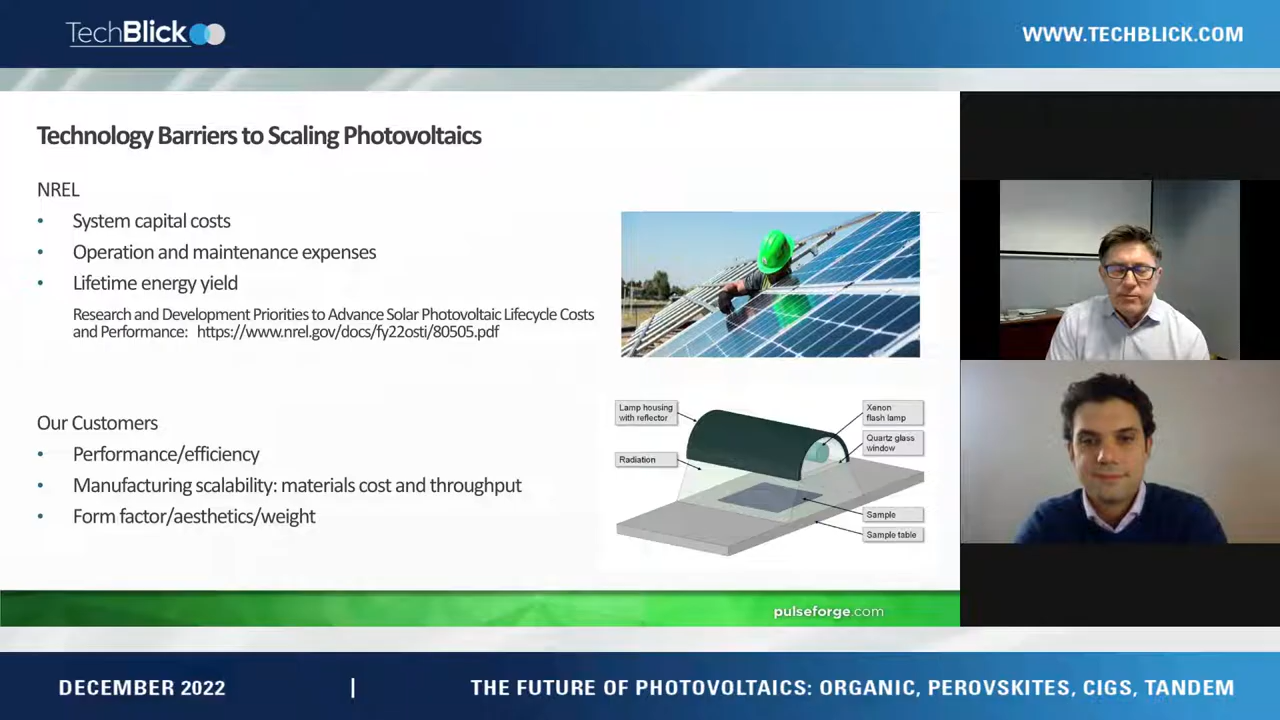 TechBlick
WWW.TECHBLICK.COM
Technology Barriers to Scaling Photovoltaics
NREL
• System capital costs
• Operation and maintenance expenses
• Lifetime energy yield
Research and Development Priorities to Advance Solar Photovoltaic Lifecycle Costs
and Performance: https://www.nrel.gov/docs/fy22osti/80505.pdf
Our Customers
• Performance/efficiency
• Manufacturing scalability: materials cost and throughput
• Form factor/aesthetics/weight
Lamp housing
with reflector
Radiation
Xenon
flash lamp
Quartz glass
window
Sample
Sample table
pulseforge.com
DECEMBER 2022 | THE FUTURE OF PHOTOVOLTAICS: ORGANIC, PEROVSKITES, CIGS, TANDEM